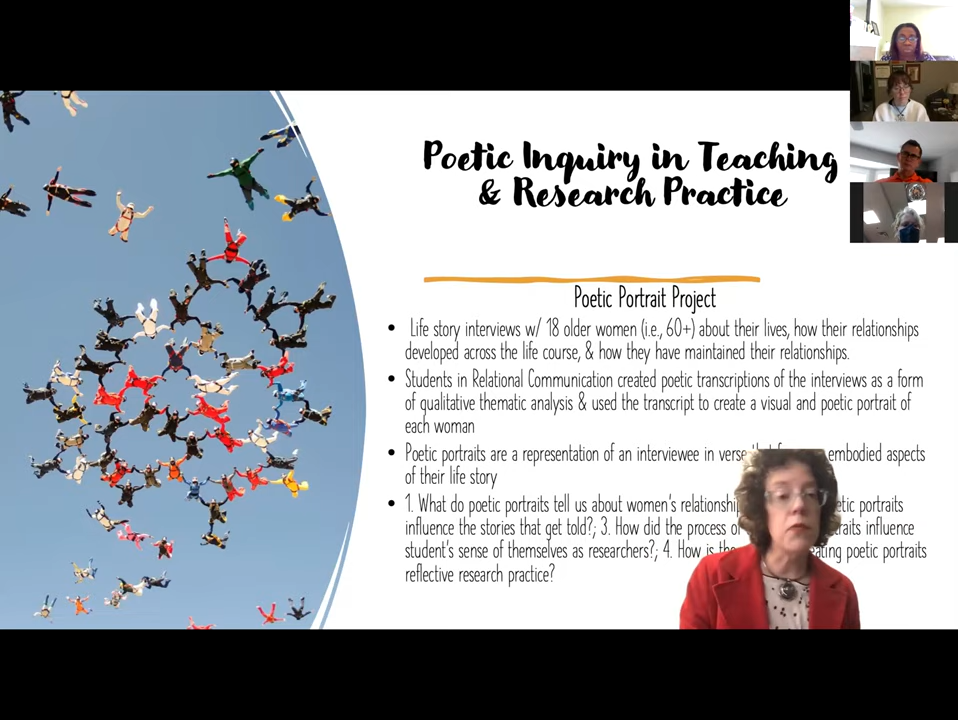 Poetic Inquiry in Teaching
& Research Practice
Poetic Portrait Project
• Life story interviews w/ 18 older women (i.e., 60+) about their lives, how their relationships
developed across the life course, & how they have maintained their relationships.
• Students in Relational Communication created poetic transcriptions of the interviews as a form
of qualitative thematic analysis & used the transcript to create a visual and poetic portrait of
each woman
• Poetic portraits are a representation of an interviewee in verse embodied aspects
of their life story
• 1. What do poetic portraits tell us about women's portraits
influence the stories that get told?; 3. How did the process of influence
student's sense of themselves as researchers?; 4. How is the poetic portraits
reflective research practice?